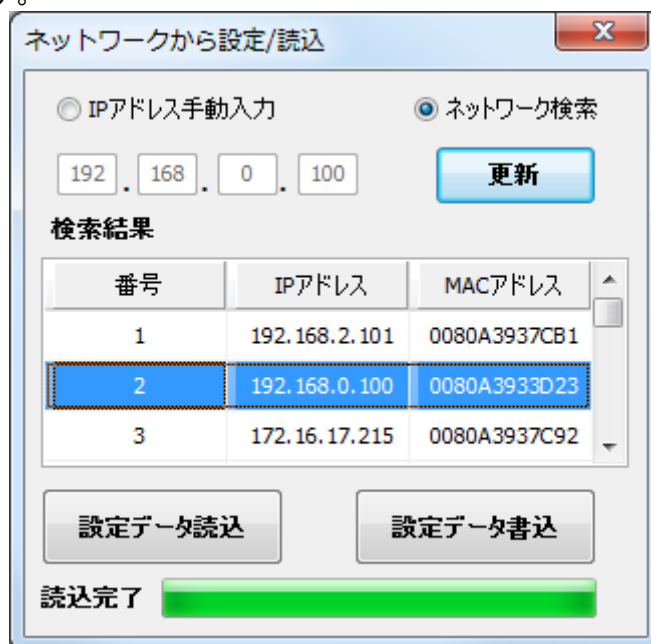 ネットワークから設定/読込
IPアドレス手動入力 ネットワーク検索
192 . 168 . 0 . 100 更新
検索結果
番号 IPアドレス MACアドレス
1 192.168.2.101 0080A3937CB1
2 192.168.0.100 0080A3933D23
3 172.16.17.215 0080A3937C92
設定データ読込 設定データ書込
読込完了